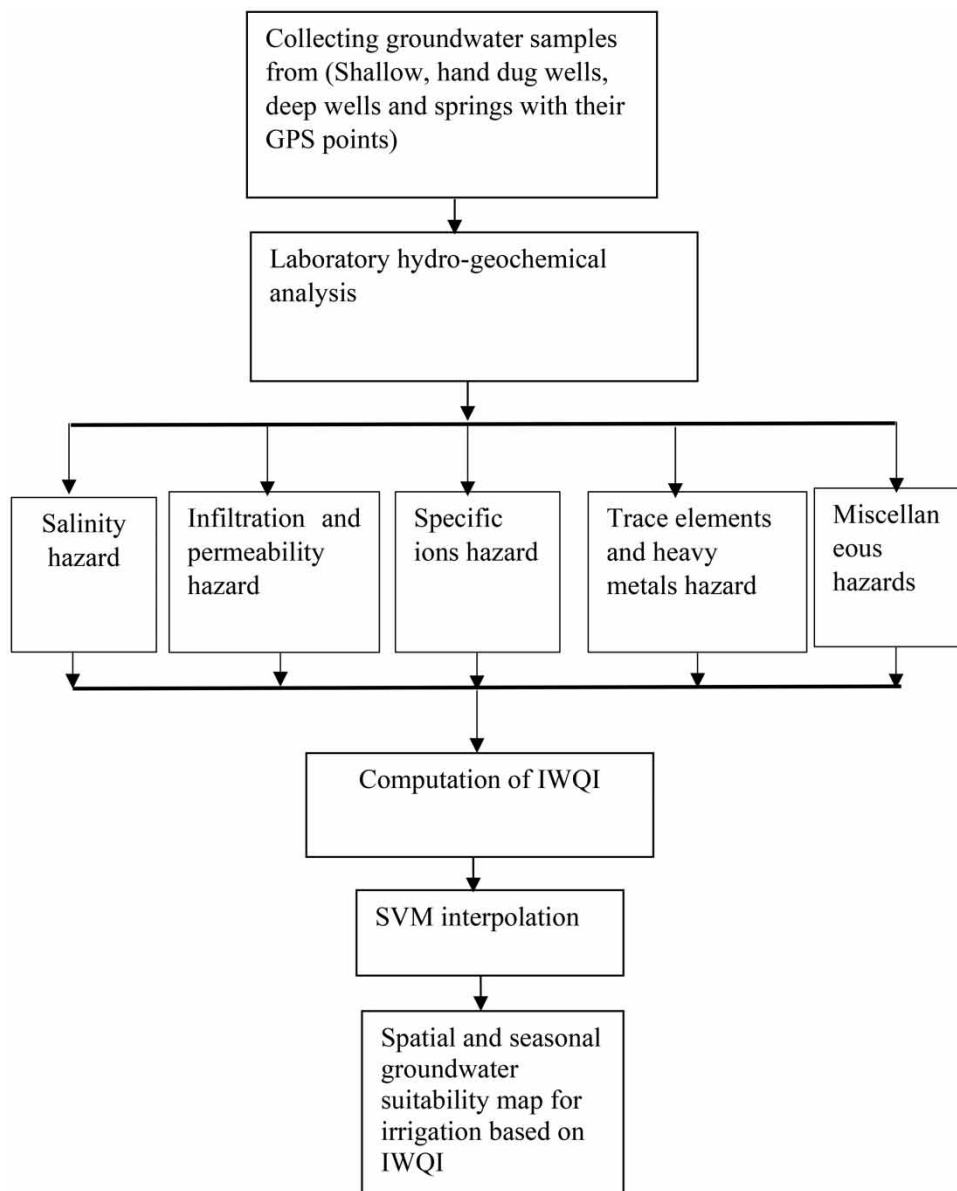 Collecting groundwater samples
from (Shallow, hand dug wells,
deep wells and springs with their
GPS points)
Laboratory hydro-geochemical
analysis
Salinity
hazard
Infiltration and
permeability
hazard
Specific
ions hazard
Trace elements
and heavy
metals hazard
Miscellan
eous
hazards
Computation of IWQI
SVM interpolation
Spatial and seasonal
groundwater
suitability map for
irrigation based on
IWQI